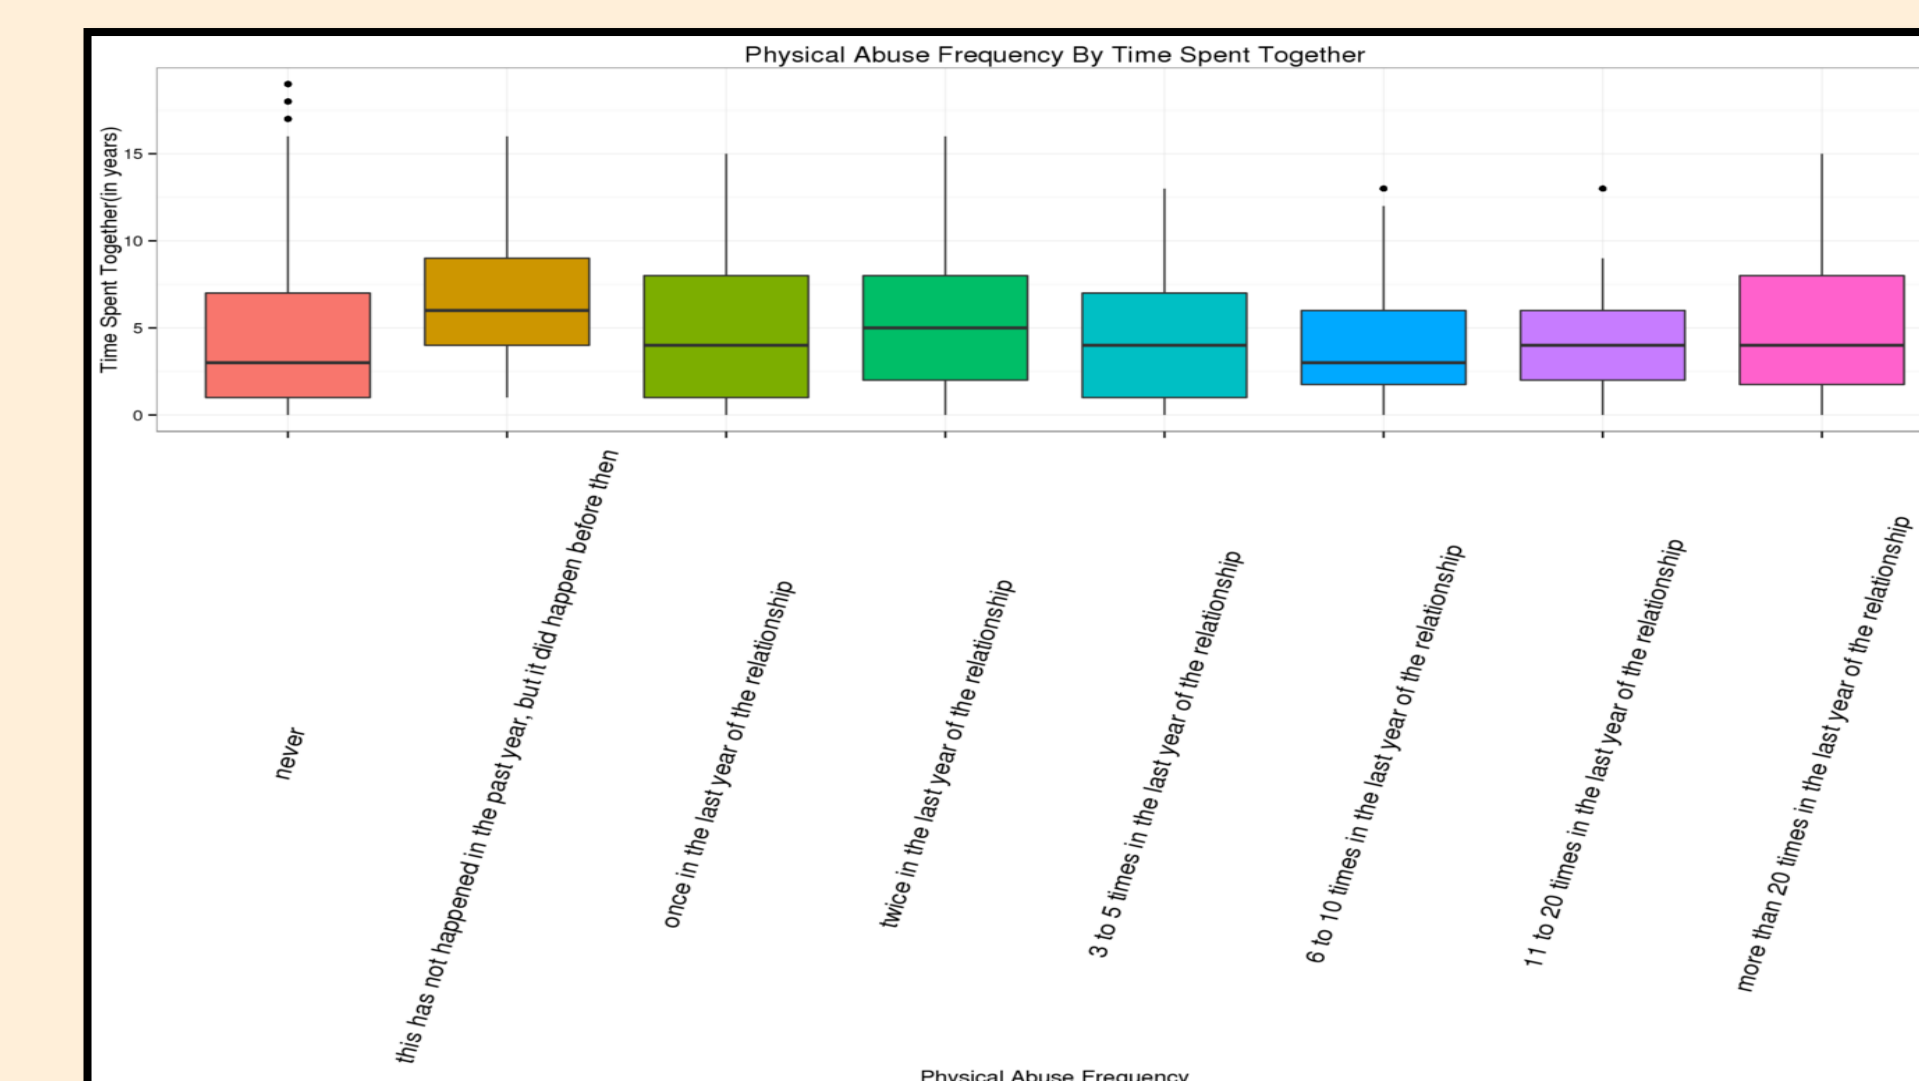 Physical Abuse Frequency By Time Spent Together
Time Spent Together(in years)
15
10
5
0
never
this has not happened in the past year, but it did happen before then
once in the last year of the relationship
twice in the last year of the relationship
3 to 5 times in the last year of the relationship
6 to 10 times in the last year of the relationship
11 to 20 times in the last year of the relationship
more than 20 times in the last year of the relationship
Physical Abuse Frequency